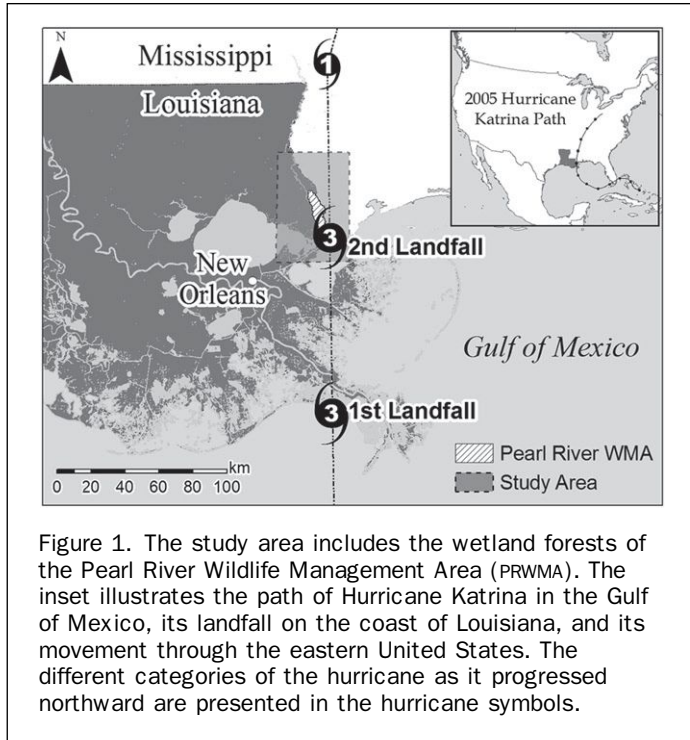 N
Mississippi
1
Louisiana
2005 Hurricane
Katrina Path
3 2nd Landfall
New
Orleans
Gulf of Mexico
3 1st Landfall
Pearl River WMA
Study Area
km
0 20 40 60 80 100
Figure 1. The study area includes the wetland forests of
the Pearl River Wildlife Management Area (PRWMA). The
inset illustrates the path of Hurricane Katrina in the Gulf
of Mexico, its landfall on the coast of Louisiana, and its
movement through the eastern United States. The
different categories of the hurricane as it progressed
northward are presented in the hurricane symbols.